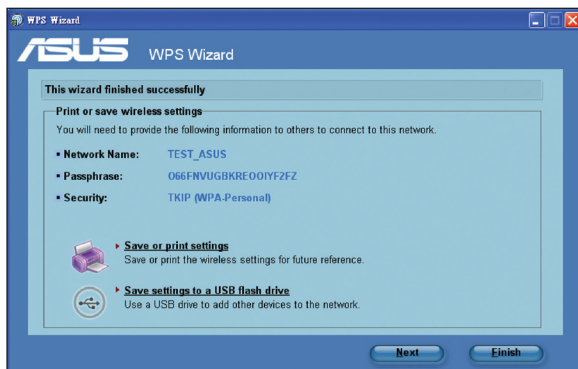 WPS Wizard
ASUS WPS Wizard
This wizard finished successfully
Print or save wireless settings
You will need to provide the following information to others to connect to this network.
▪ Network Name: TEST_ASUS
▪ Passphrase: O66FNVUGBKREOOIYF2FZ
▪ Security: TKIP (WPA-Personal)
Save or print settings
Save or print the wireless settings for future reference.
Save settings to a USB flash drive
Use a USB drive to add other devices to the network.
Next Finish